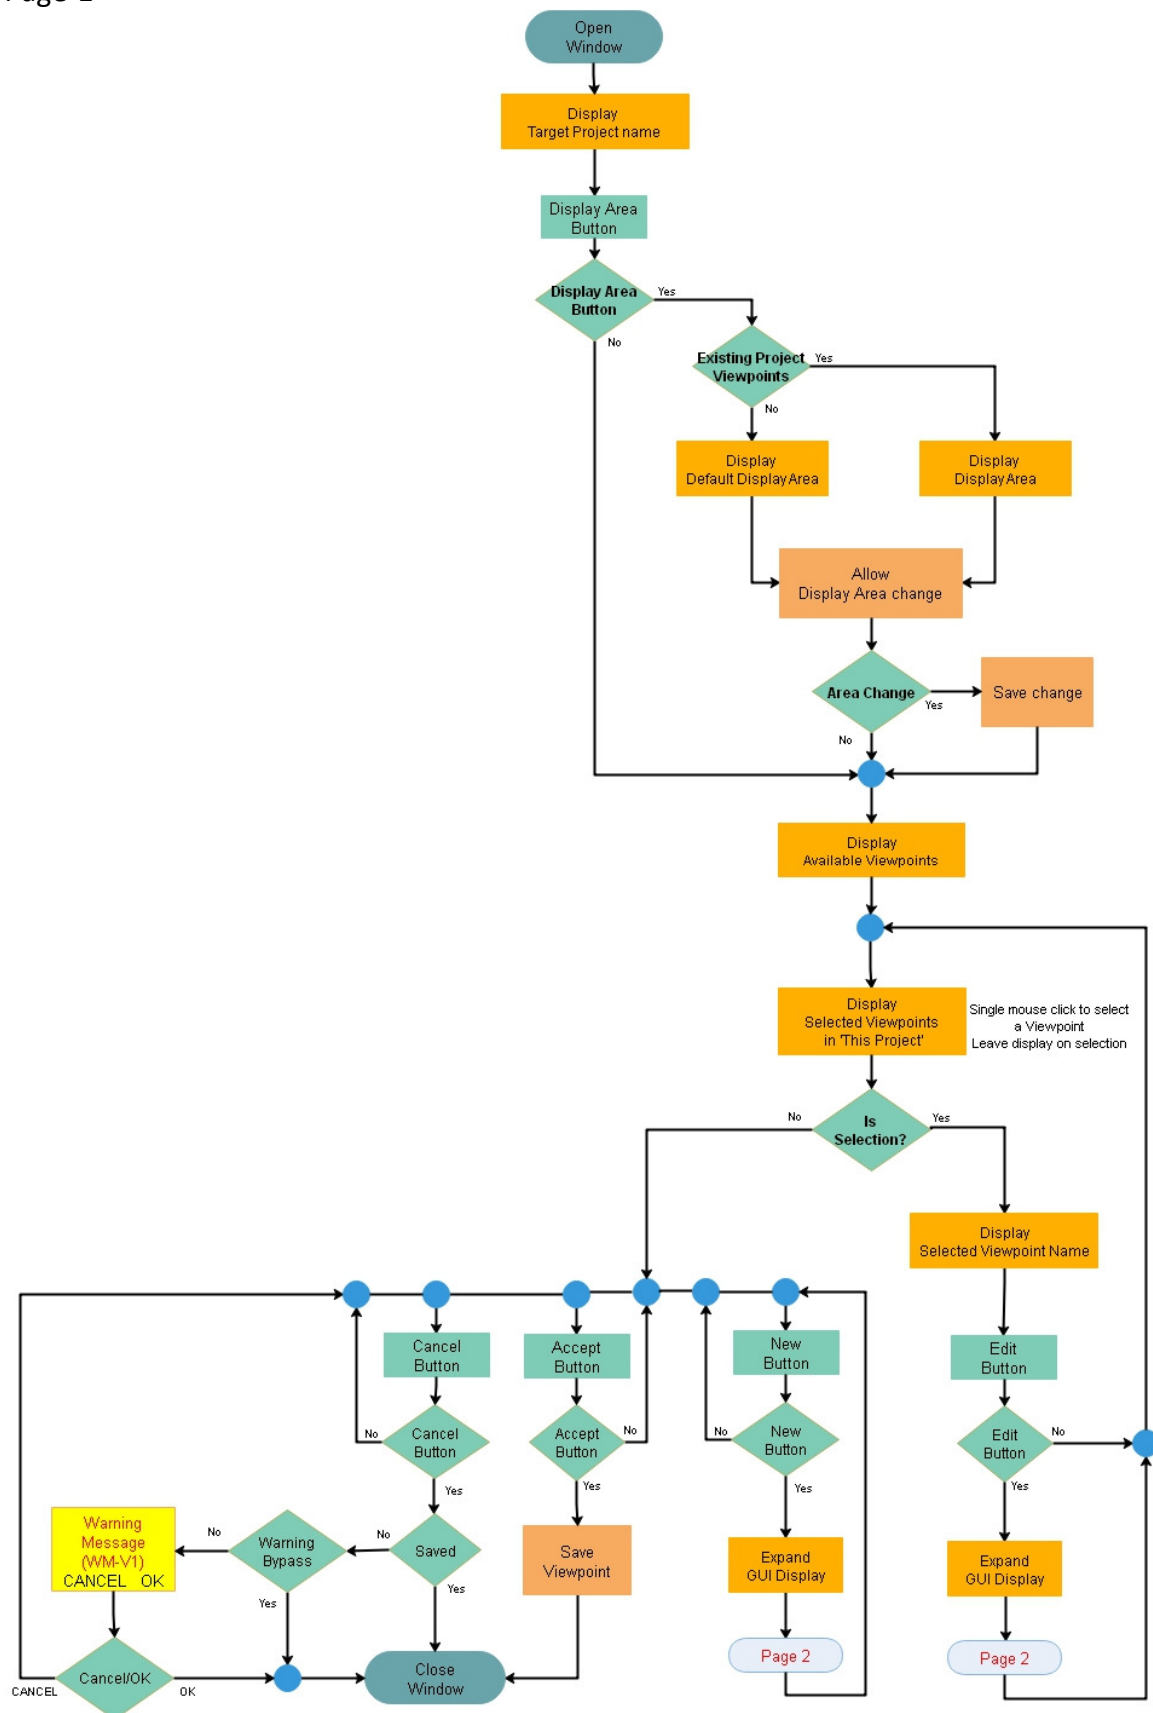 Page 1
Open
Window
Display
Target Project name
Display Area
Button
Display Area
Button
Yes
No
Existing Project
Viewpoints
Yes
No
Display
Default Display Area
Display
Display Area
Allow
Display Area change
Area Change
Yes
No
Save change
Display
Available Viewpoints
Display
Selected Viewpoints
in 'This Project'
Single mouse click to select
a Viewpoint
Leave display on selection
Is
Selection?
No
Yes
Display
Selected Viewpoint Name
Cancel
Button
Accept
Button
New
Button
Edit
Button
Cancel
Button
No
Yes
Accept
Button
No
Yes
New
Button
No
Yes
Edit
Button
No
Yes
Warning
Message
(WM-V1)
CANCEL OK
No
Warning
Bypass
Yes
No
Saved
Yes
Save
Viewpoint
Expand
GUI Display
Expand
GUI Display
Page 2
Page 2
Cancel/OK
CANCEL
OK
Close
Window